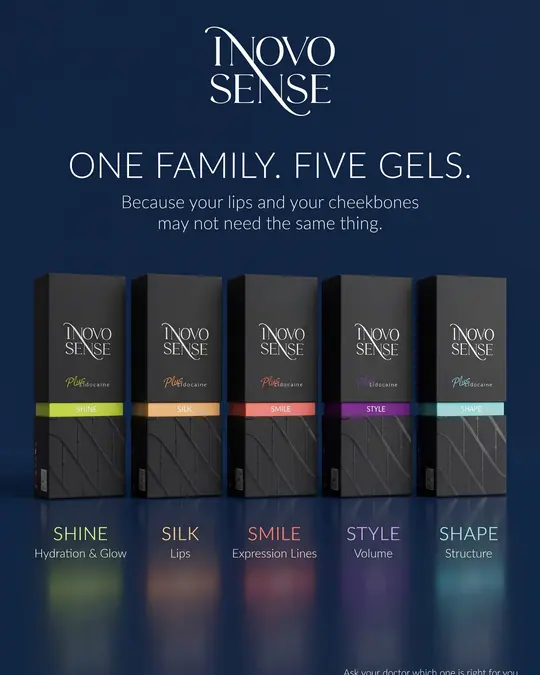 INOVO
SENSE
ONE FAMILY. FIVE GELS.
Because your lips and your cheekbones
may not need the same thing.
INOVO
SENSE
Plus Lidocaine
SHINE
INOVO
SENSE
Plus Lidocaine
SILK
INOVO
SENSE
Plus Lidocaine
SMILE
INOVO
SENSE
Plus Lidocaine
STYLE
INOVO
SENSE
Plus Lidocaine
SHAPE
SHINE
Hydration & Glow
SILK
Lips
SMILE
Expression Lines
STYLE
Volume
SHAPE
Structure
Ask your doctor which one is right for you